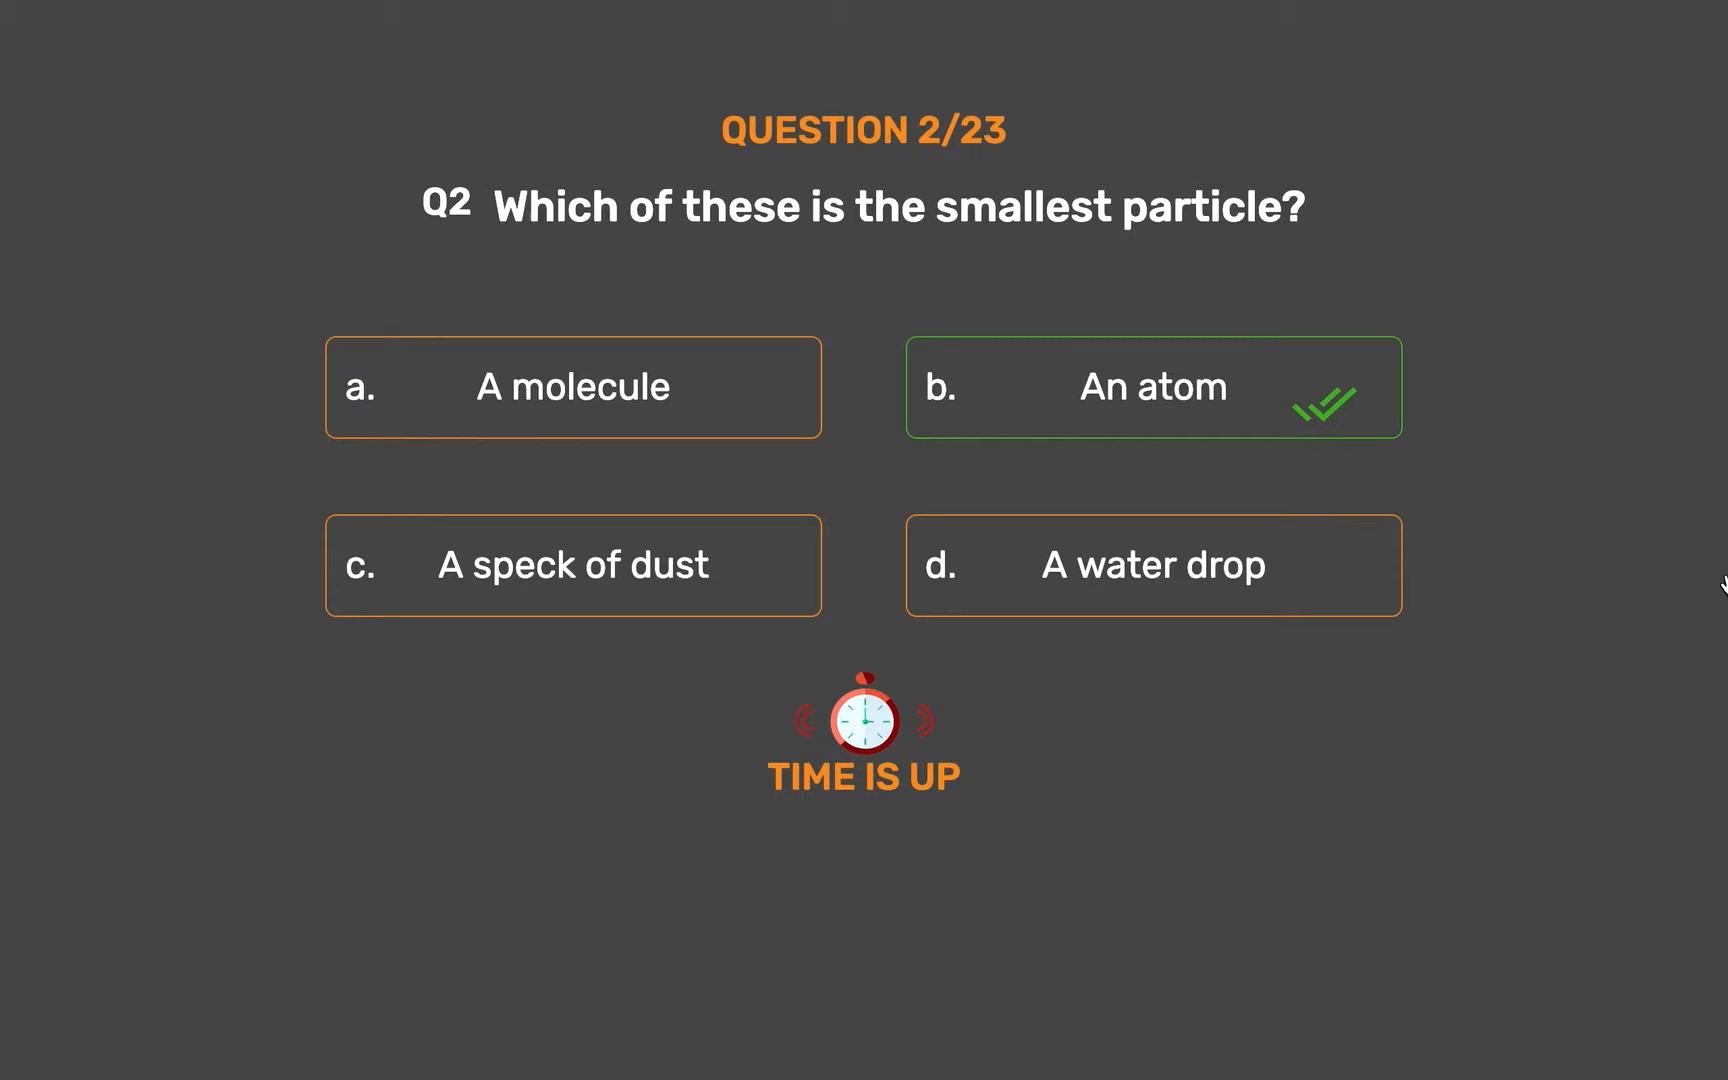 QUESTION 2/23
Q2 Which of these is the smallest particle?
a. A molecule
b. An atom
c. A speck of dust
d. A water drop
TIME IS UP